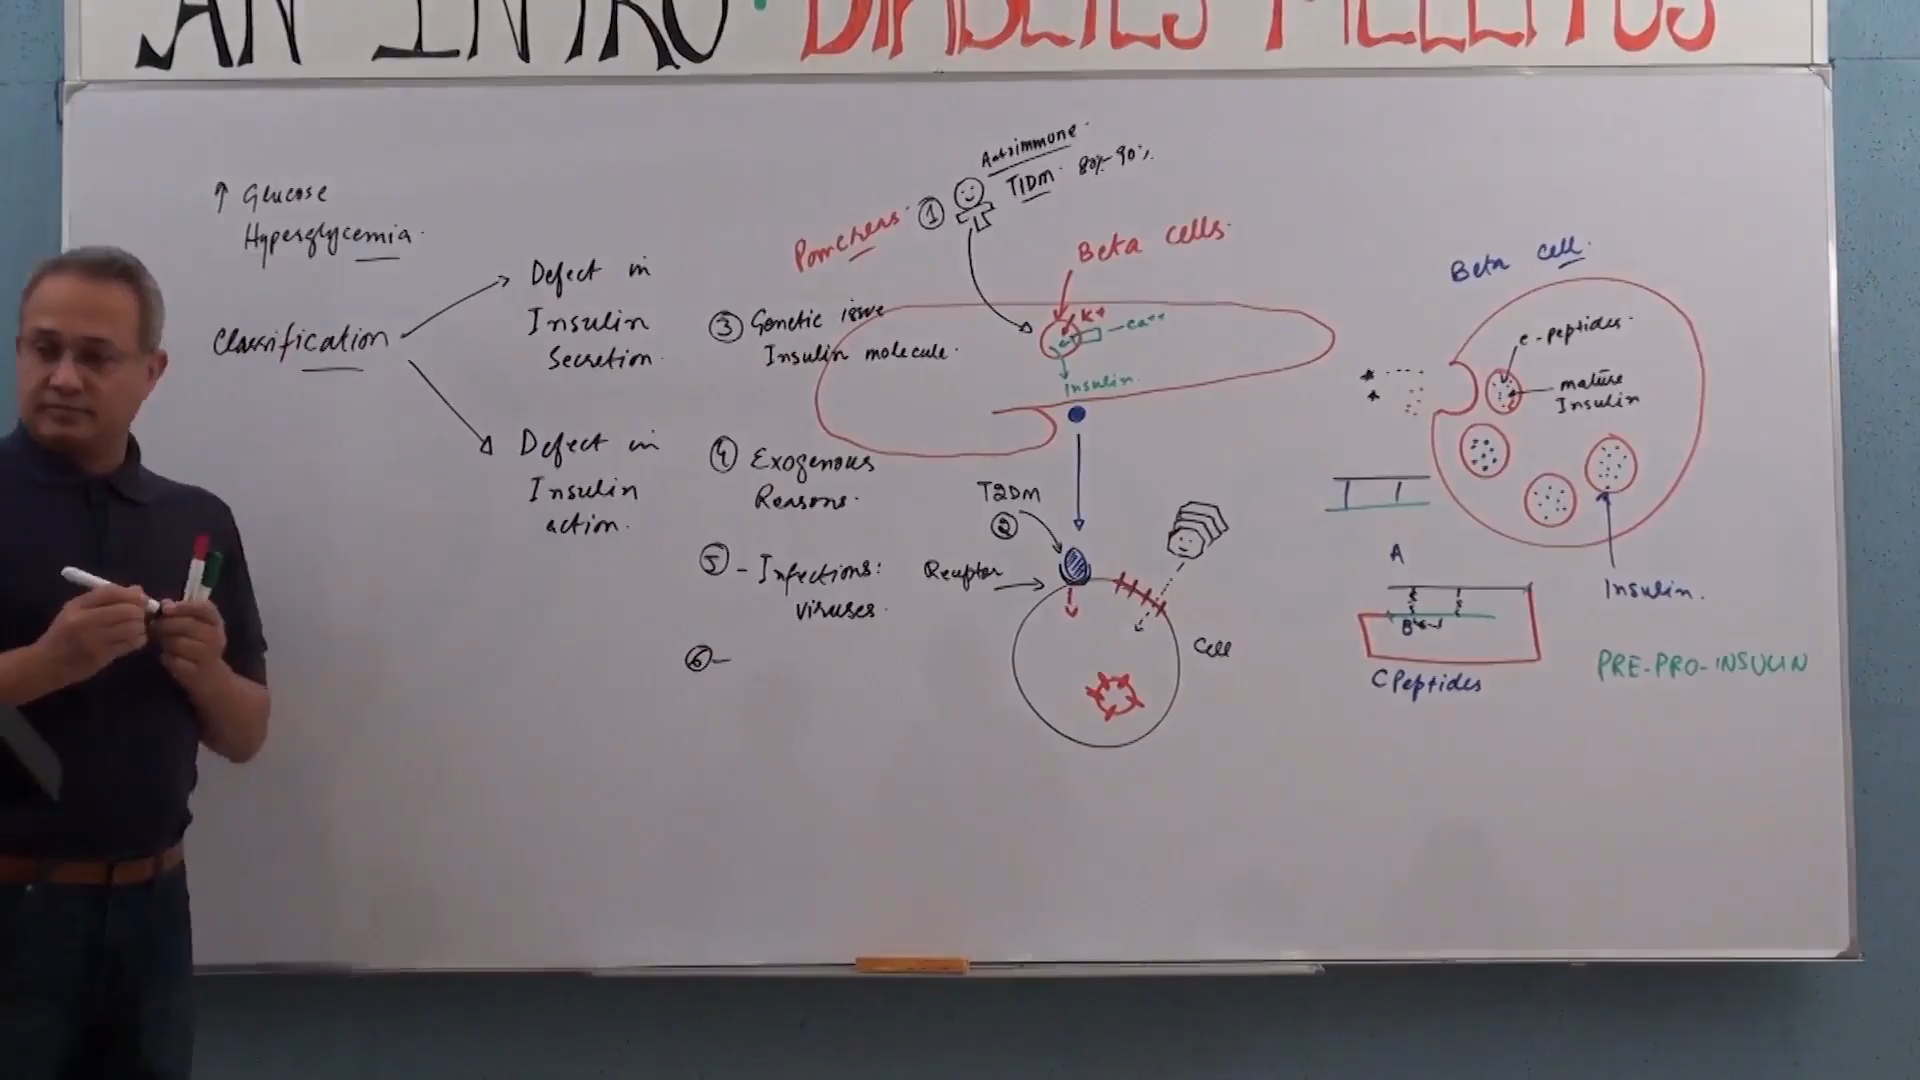 AN INTRO. DIABETES MELLITUS
↑ Glucose
Hyperglycemia.
Classification
Defect in
Insulin
Secretion.
Defect in
Insulin
action.
Pancreas.
①
Autoimmune.
T1DM. 80%-90%.
Beta cells.
K+
ca++
Insulin
③ Genetic issue
Insulin molecule.
④ Exogenous
Reasons.
⑤ - Infections:
viruses.
⑥-
T2DM
②
Receptor
Cell
Beta cell.
c-peptides.
mature
Insulin
Insulin.
A
C Peptides
PRE-PRO-INSULIN